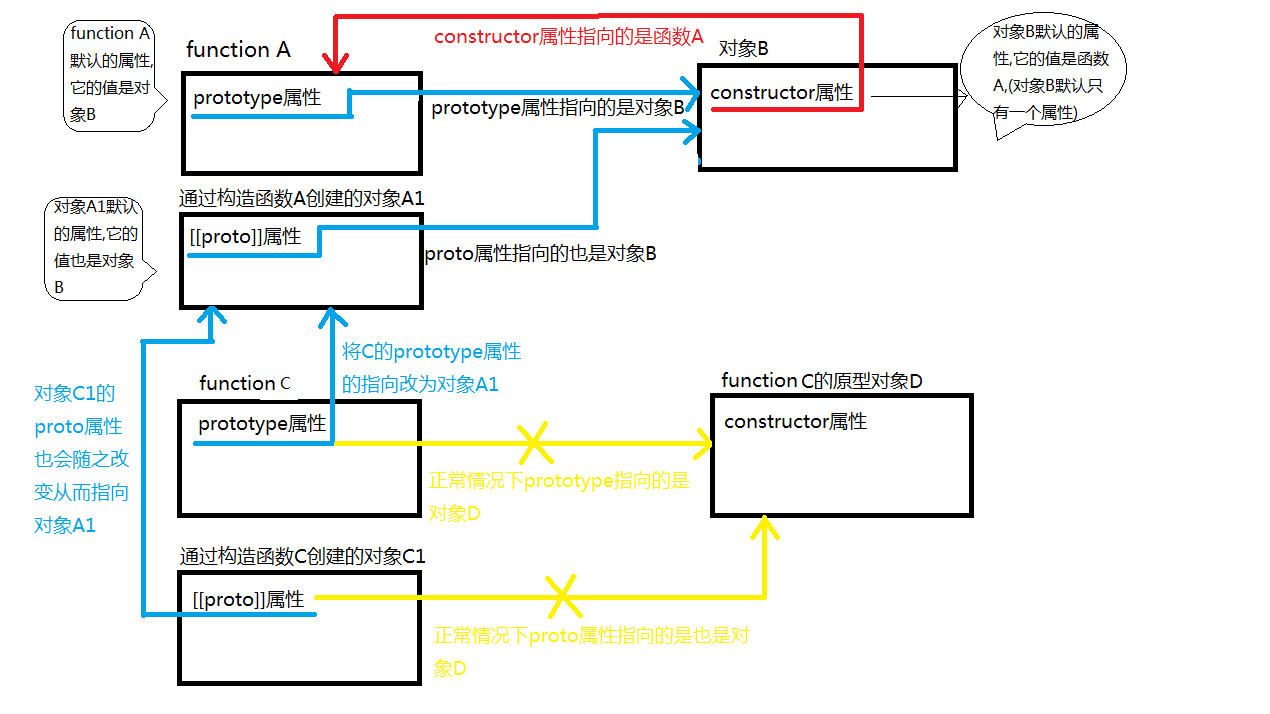 function A
默认的属性,
它的值是对
象B
function A
prototype属性
constructor属性指向的是函数A
prototype属性指向的是对象B
对象B
constructor属性
对象B默认的属
性,它的值是函数
A,(对象B默认只
有一个属性)
对象A1默认
的属性,它的
值也是对象
B
通过构造函数A创建的对象A1
[[proto]]属性
proto属性指向的也是对象B
将C的prototype属性
的指向改为对象A1
对象C1的
proto属性
也会随之改
变从而指向
对象A1
function C
prototype属性
正常情况下prototype指向的是
对象D
function C的原型对象D
constructor属性
通过构造函数C创建的对象C1
[[proto]]属性
正常情况下proto属性指向的是也是对
象D